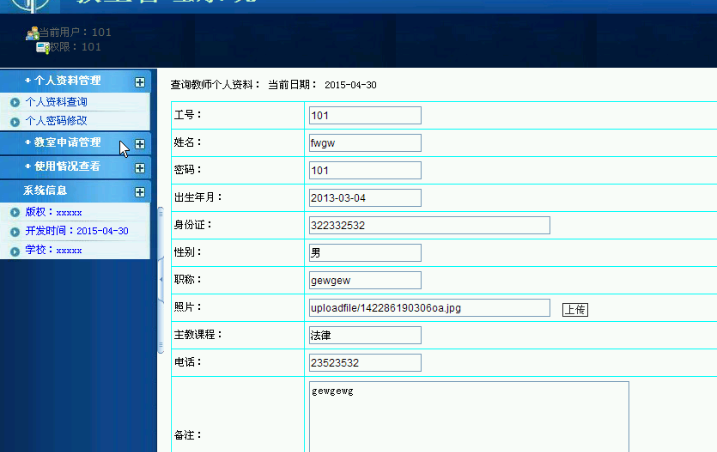 当前用户：101
权限：101
个人资料管理
个人资料查询
个人密码修改
教室申请管理
使用情况查看
系统信息
版权：xxxxx
开发时间：2015-04-30
学校：xxxxx
查询教师个人资料： 当前日期： 2015-04-30
工号： 101
姓名： fwgw
密码： 101
出生年月： 2013-03-04
身份证： 322332532
性别： 男
职称： gewgew
照片： uploadfile/142286190306oa.jpg 上传
主教课程： 法律
电话： 23523532
gewgewg
备注：